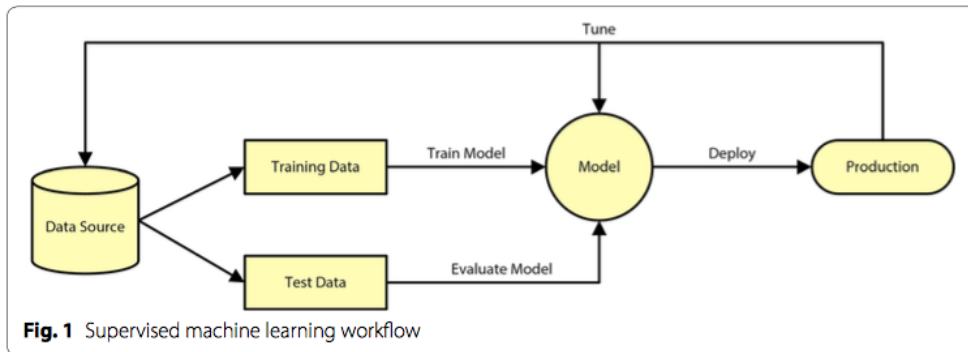 Tune
Training Data
Train Model
Model
Deploy
Production
Data Source
Test Data
Evaluate Model
Fig. 1 Supervised machine learning workflow